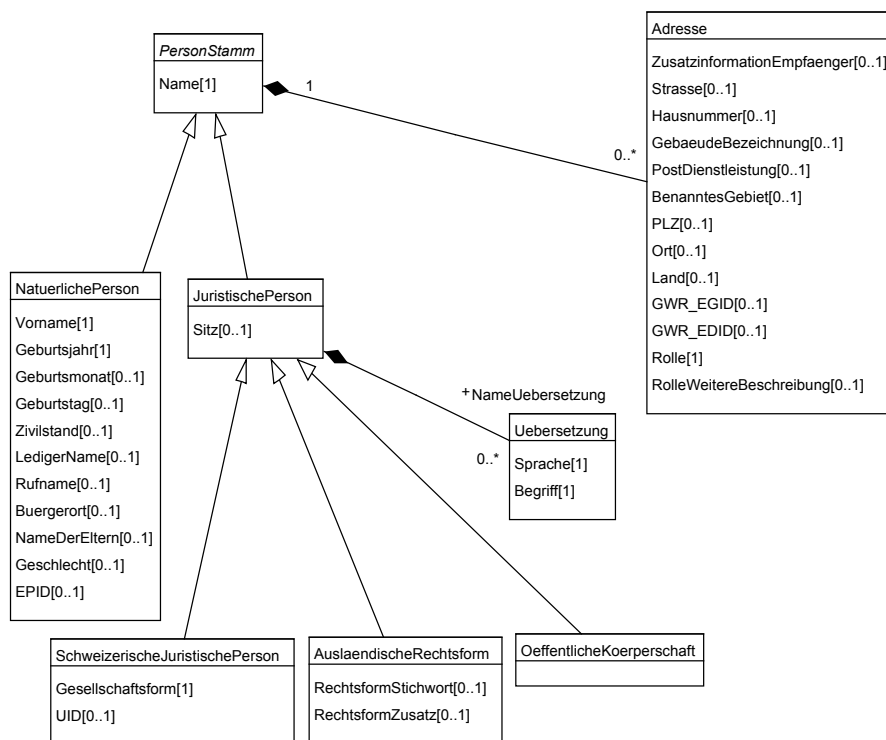 PersonStamm
Name[1]
1
0..*
Adresse
ZusatzinformationEmpfaenger[0..1]
Strasse[0..1]
Hausnummer[0..1]
GebaeudeBezeichnung[0..1]
PostDienstleistung[0..1]
BenanntesGebiet[0..1]
PLZ[0..1]
Ort[0..1]
Land[0..1]
GWR_EGID[0..1]
GWR_EDID[0..1]
Rolle[1]
RolleWeitereBeschreibung[0..1]
NatuerlichePerson
Vorname[1]
Geburtsjahr[1]
Geburtsmonat[0..1]
Geburtstag[0..1]
Zivilstand[0..1]
LedigerName[0..1]
Rufname[0..1]
Buergerort[0..1]
NameDerEltern[0..1]
Geschlecht[0..1]
EPID[0..1]
JuristischePerson
Sitz[0..1]
+NameUebersetzung
0..*
Uebersetzung
Sprache[1]
Begriff[1]
SchweizerischeJuristischePerson
Gesellschaftsform[1]
UID[0..1]
AuslaendischeRechtsform
RechtsformStichwort[0..1]
RechtsformZusatz[0..1]
OeffentlicheKoerperschaft